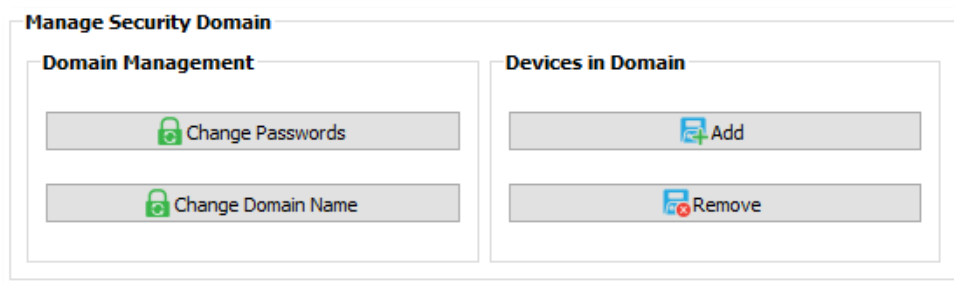 Manage Security Domain
Domain Management
Change Passwords
Change Domain Name
Devices in Domain
Add
Remove